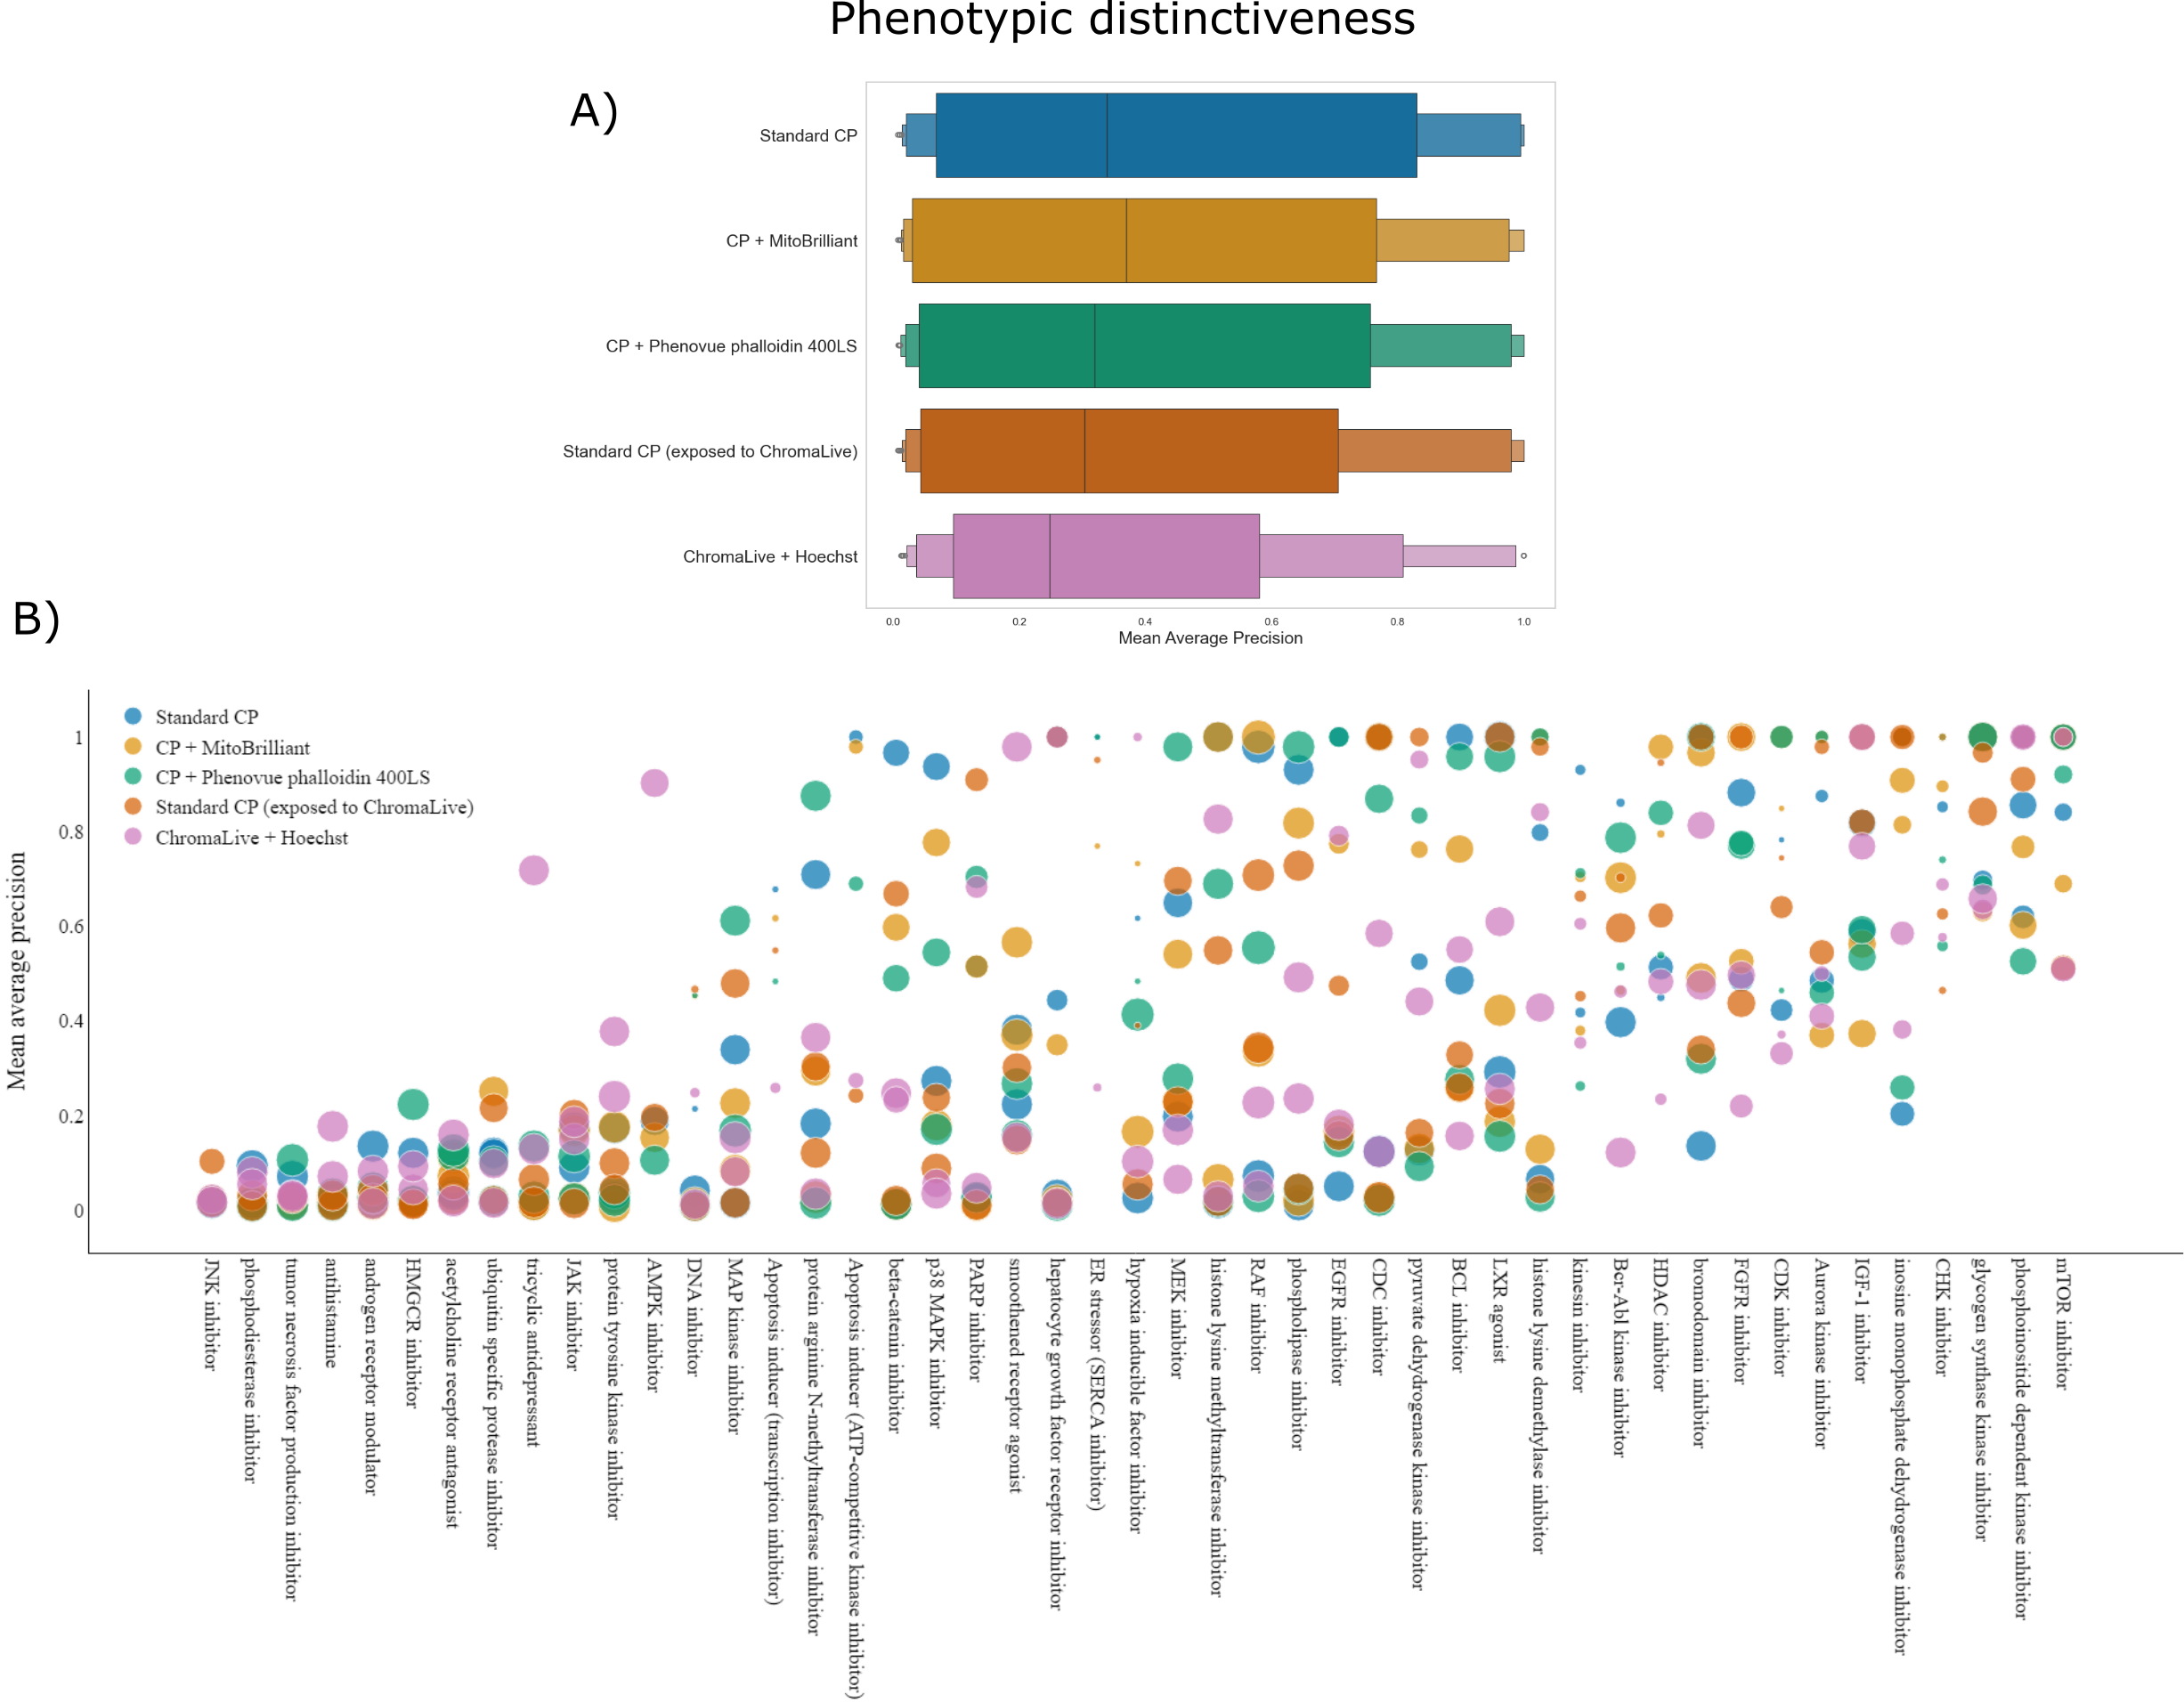 Phenotypic distinctiveness
A)
Standard CP
CP + MitoBrilliant
CP + Phenovue phalloidin 400LS
Standard CP (exposed to ChromaLive)
ChromaLive + Hoechst
0.0 0.2 0.4 0.6 0.8 1.0
Mean Average Precision
B)
Standard CP
CP + MitoBrilliant
CP + Phenovue phalloidin 400LS
Standard CP (exposed to ChromaLive)
ChromaLive + Hoechst
Mean average precision
1
0.8
0.6
0.4
0.2
0
JNK inhibitor
phosphodiesterase inhibitor
tumor necrosis factor production inhibitor
antihistamine
androgen receptor modulator
HMGCR inhibitor
acetylcholine receptor antagonist
ubiquitin specific protease inhibitor
tricyclic antidepressant
JAK inhibitor
protein tyrosine kinase inhibitor
AMPK inhibitor
DNA inhibitor
MAP kinase inhibitor
Apoptosis inducer (transcription inhibitor)
protein arginine N-methyltransferase inhibitor
Apoptosis inducer (ATP-competitive kinase inhibitor)
beta-catenin inhibitor
p38 MAPK inhibitor
PARP inhibitor
smoothened receptor agonist
hepatocyte growth factor receptor inhibitor
ER stressor (SERCA inhibitor)
hypoxia inducible factor inhibitor
MEK inhibitor
histone lysine methyltransferase inhibitor
RAF inhibitor
phospholipase inhibitor
EGFR inhibitor
CDC inhibitor
pyruvate dehydrogenase kinase inhibitor
BCL inhibitor
LXR agonist
histone lysine demethylase inhibitor
kinesin inhibitor
Bcr-Abl kinase inhibitor
HDAC inhibitor
bromodomain inhibitor
FGFR inhibitor
CDK inhibitor
Aurora kinase inhibitor
IGF-1 inhibitor
inosine monophosphate dehydrogenase inhibitor
CHK inhibitor
glycogen synthase kinase inhibitor
phosphoinositide dependent kinase inhibitor
mTOR inhibitor